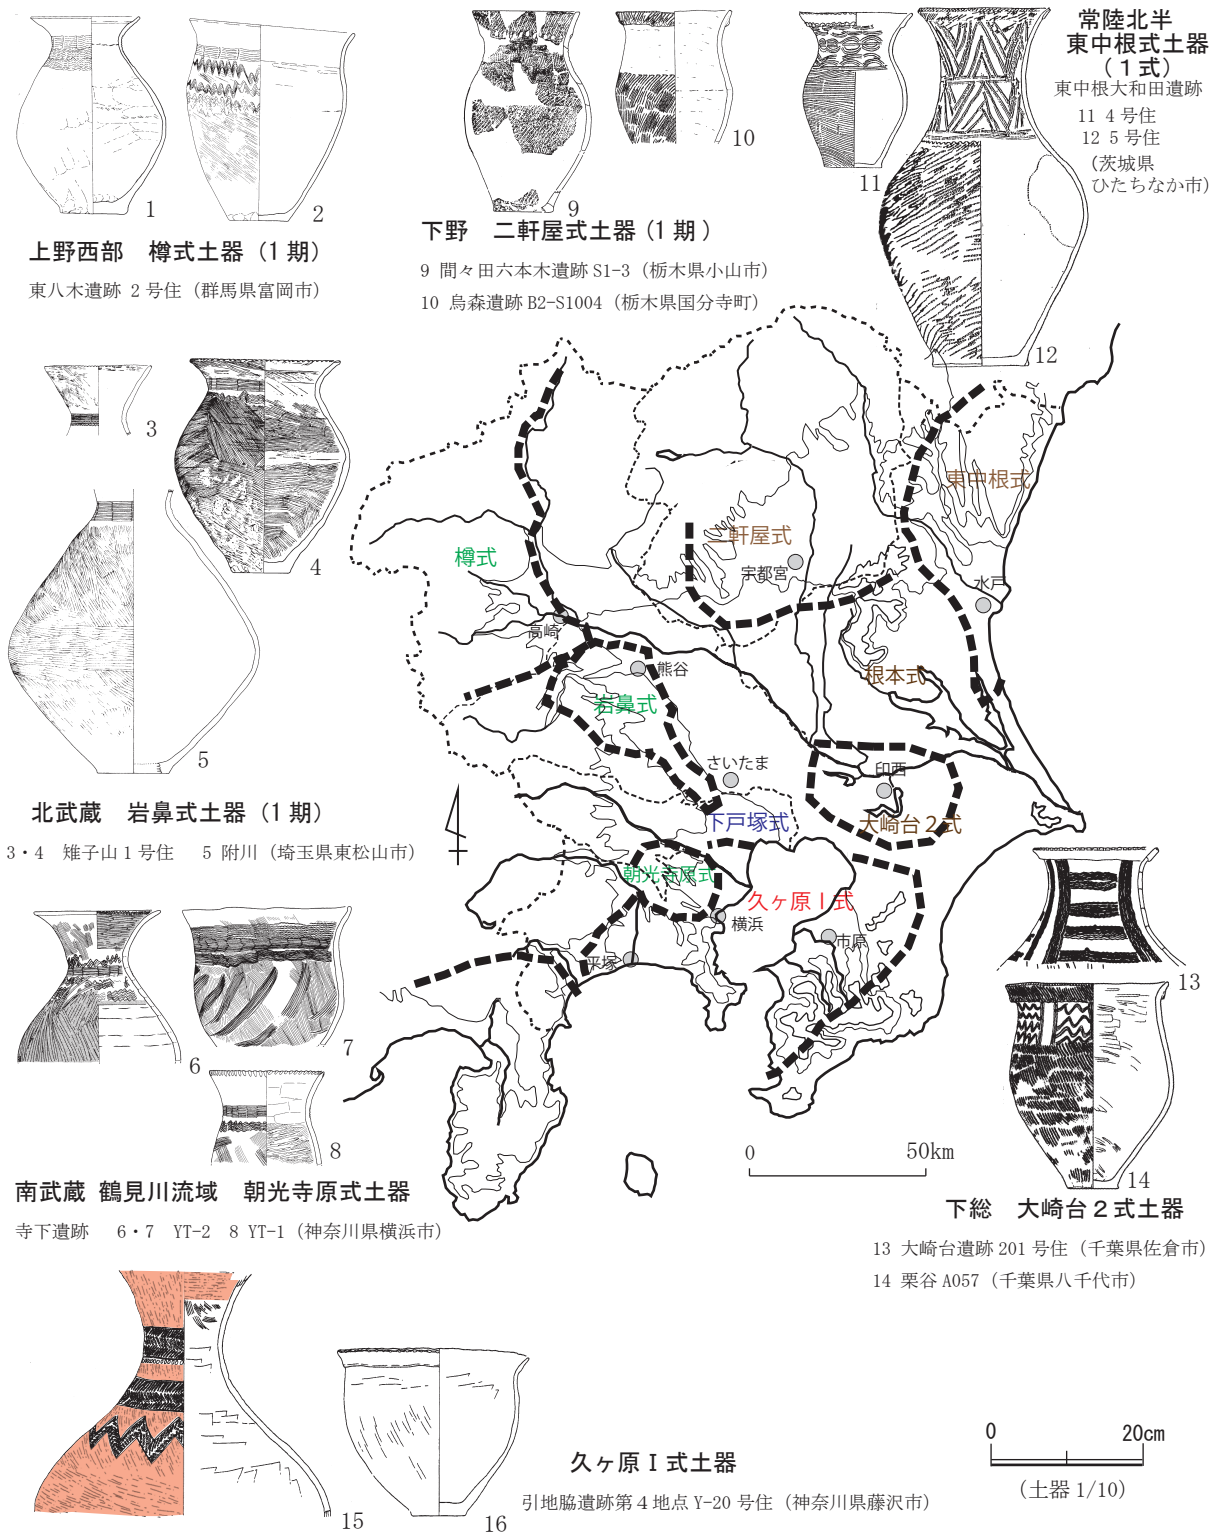 1
2
上野西部　樽式土器（1 期）
東八木遺跡 2 号住（群馬県富岡市）
9
10
下野　二軒屋式土器（1 期）
9 間々田六本木遺跡 S1-3（栃木県小山市）
10 烏森遺跡 B2-S1004（栃木県国分寺町）
11
12
常陸北半
東中根式土器
（1 式）
東中根大和田遺跡
11 4 号住
12 5 号住
（茨城県
ひたちなか市）
3
4
5
北武蔵　岩鼻式土器（1 期）
3・4　雉子山 1 号住　5 附川（埼玉県東松山市）
6
7
8
南武蔵 鶴見川流域　朝光寺原式土器
寺下遺跡　6・7　YT-2　8 YT-1（神奈川県横浜市）
東中根式
二軒屋式
宇都宮
樽式
水戸
高崎
熊谷
根本式
岩鼻式
さいたま
印西
下戸塚式
大崎台２式
朝光寺原式
久ヶ原Ⅰ式
横浜
市原
平塚
0
50km
13
14
下総　大崎台２式土器
13 大崎台遺跡 201 号住（千葉県佐倉市）
14 栗谷 A057（千葉県八千代市）
15
16
久ヶ原Ⅰ式土器
引地脇遺跡第４地点 Y-20 号住（神奈川県藤沢市）
0
20cm
（土器 1/10）